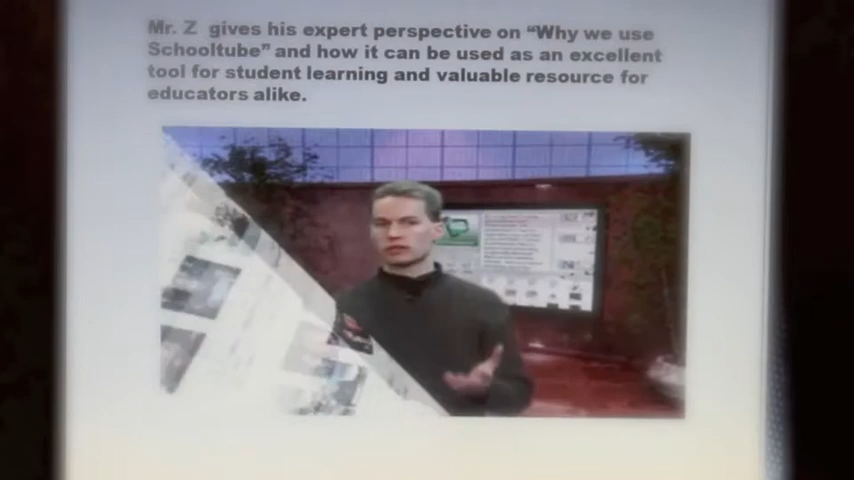 Mr. Z gives his expert perspective on “Why we use
Schooltube” and how it can be used as an excellent
tool for student learning and valuable resource for
educators alike.